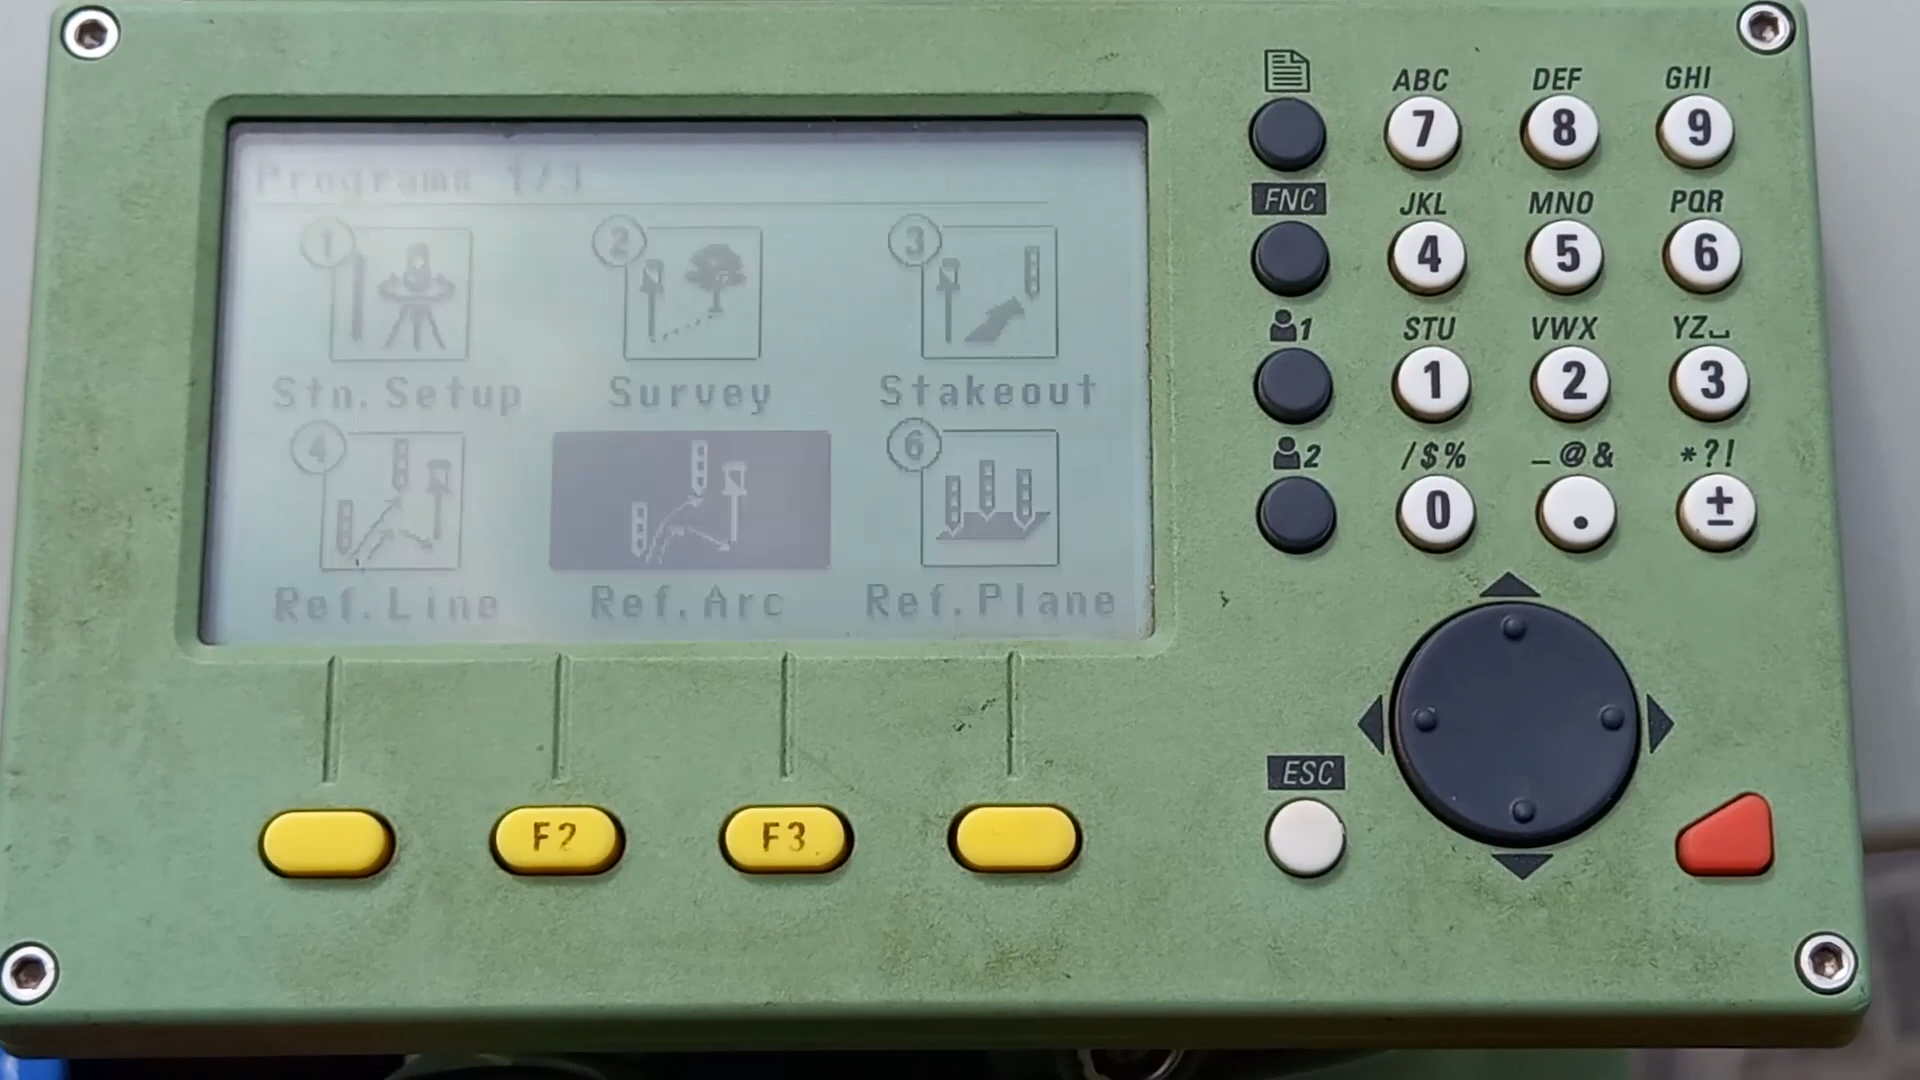 Programs 1/3
1 2 3
Stn.Setup Survey Stakeout
4 6
Ref.Line Ref.Arc Ref.Plane
ABC DEF GHI
7 8 9
FNC JKL MNO PQR
4 5 6
1 STU VWX YZ⎵
1 2 3
2 /$% _@& *?!
0 . ±
ESC
F2 F3